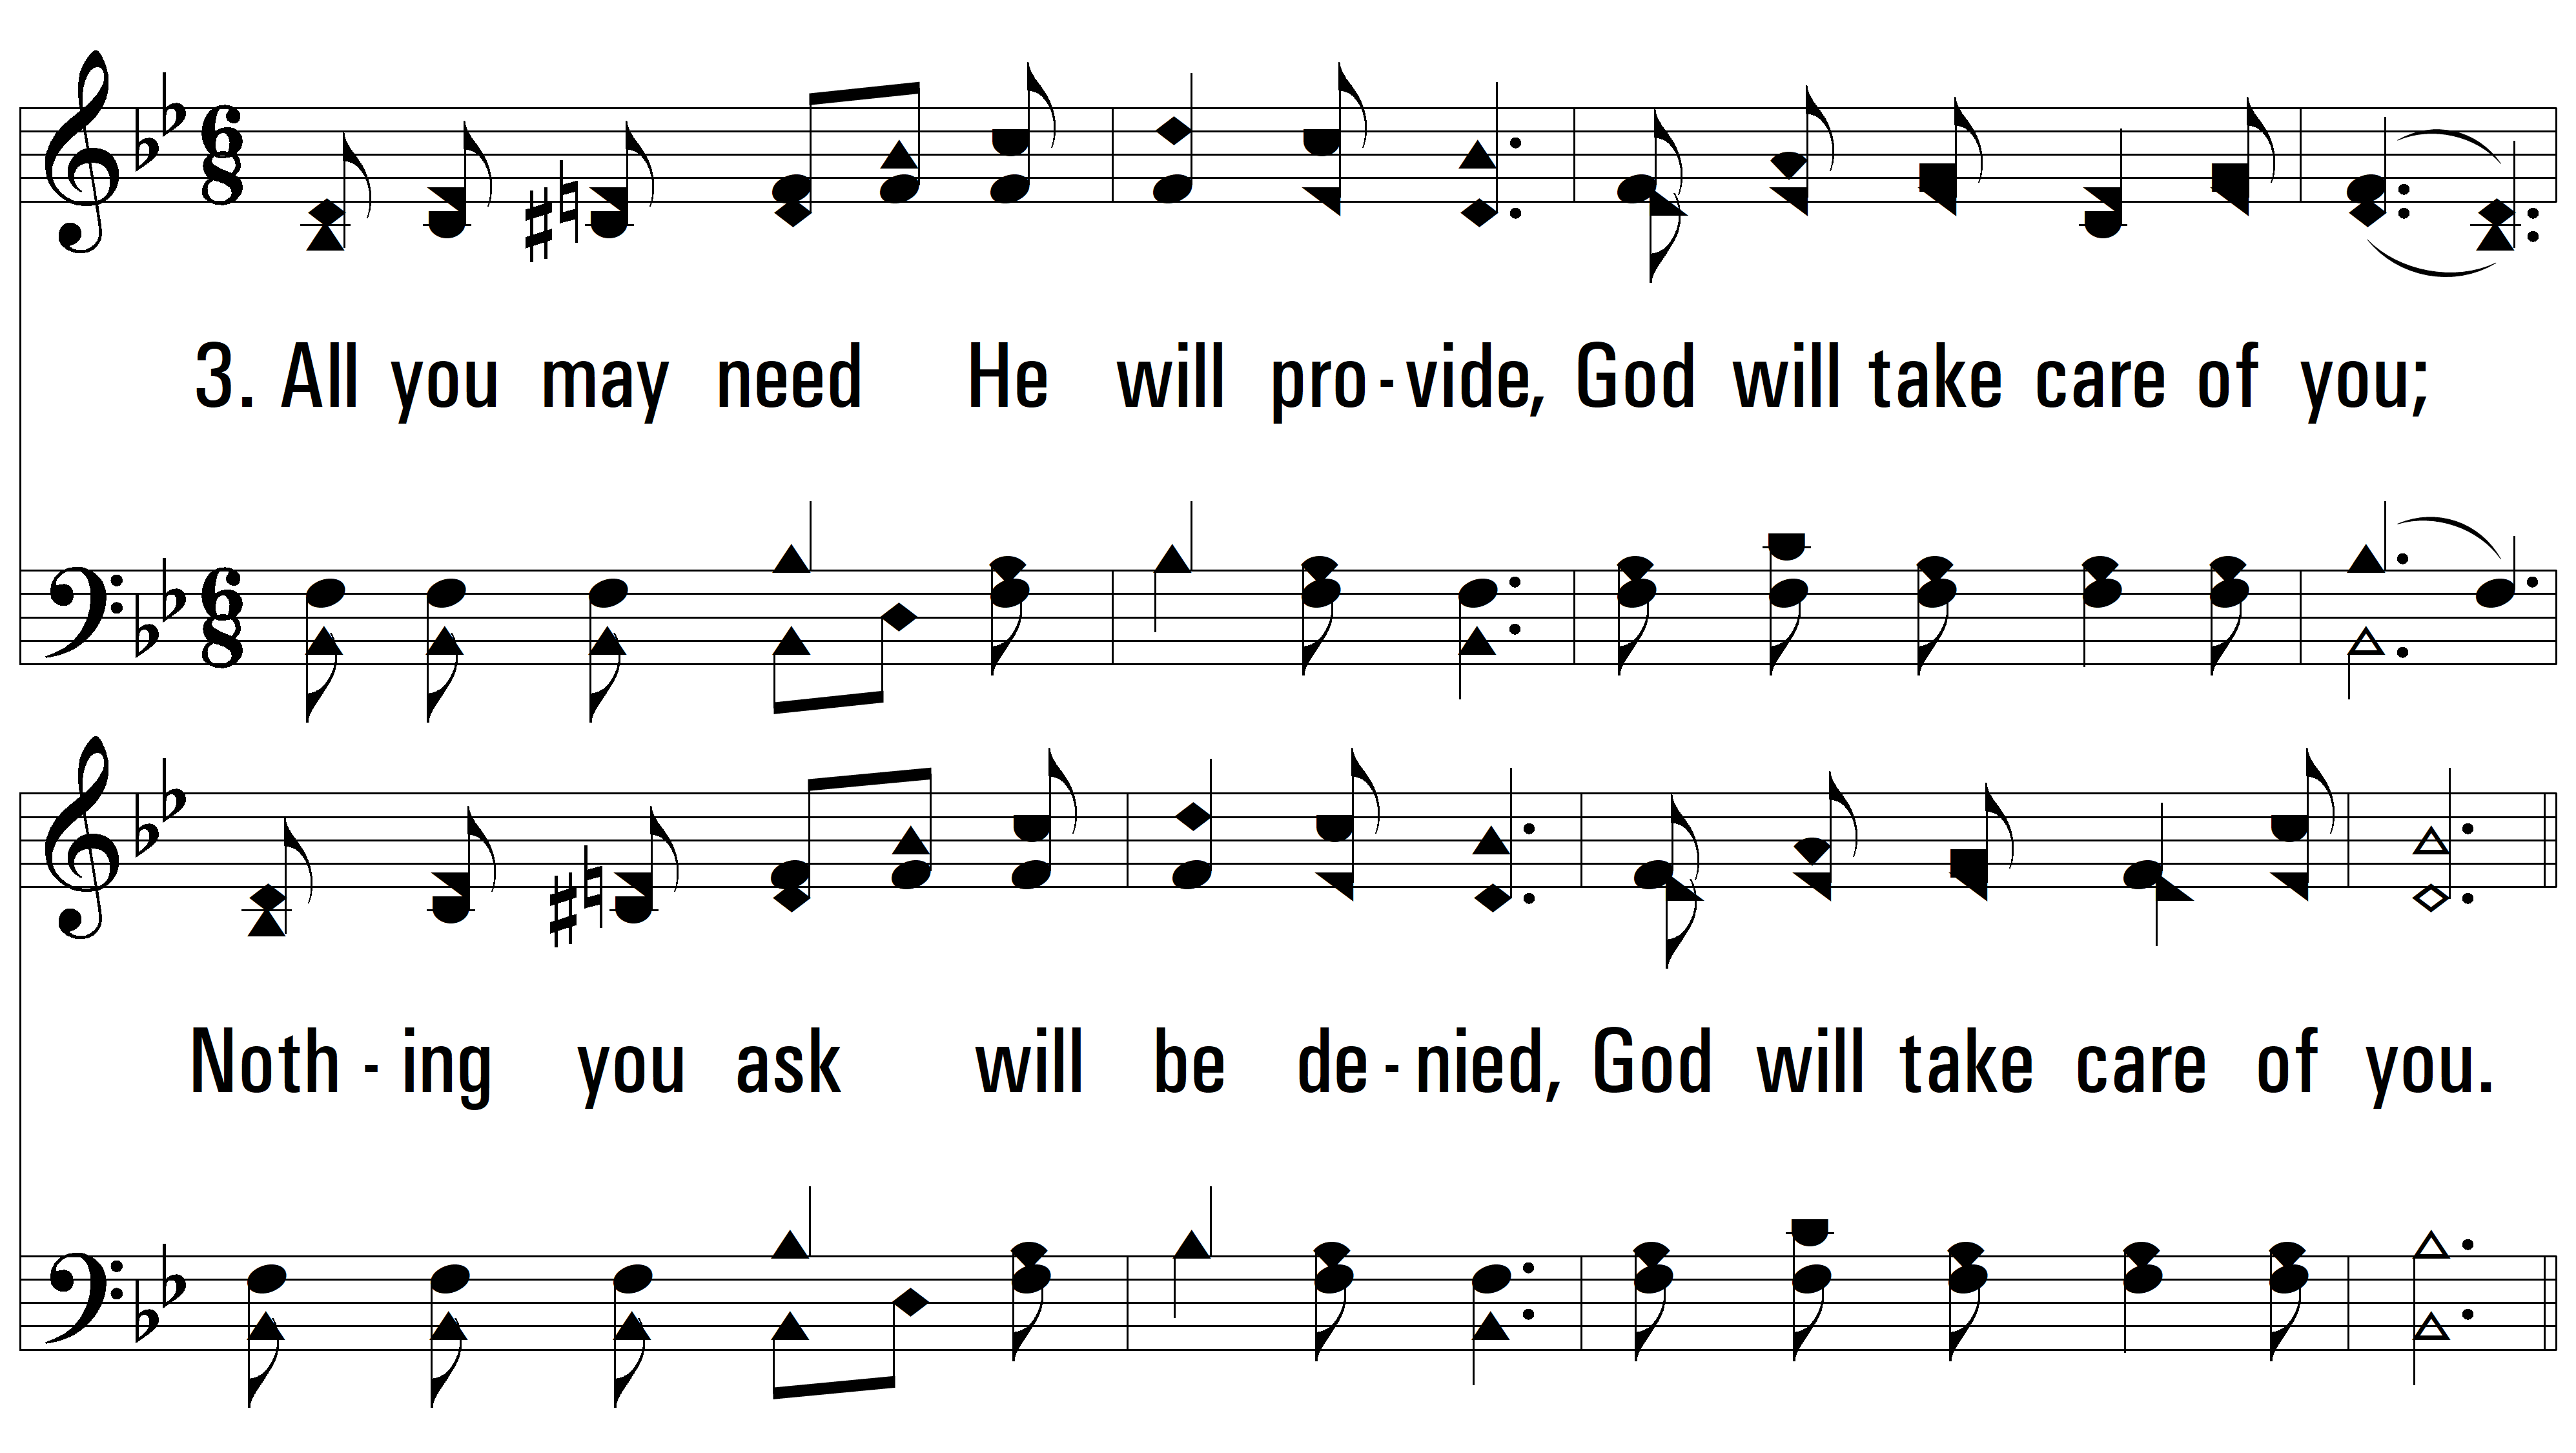 3. All you may need He will pro - vide, God will take care of you;
Noth - ing you ask will be de - nied, God will take care of you.